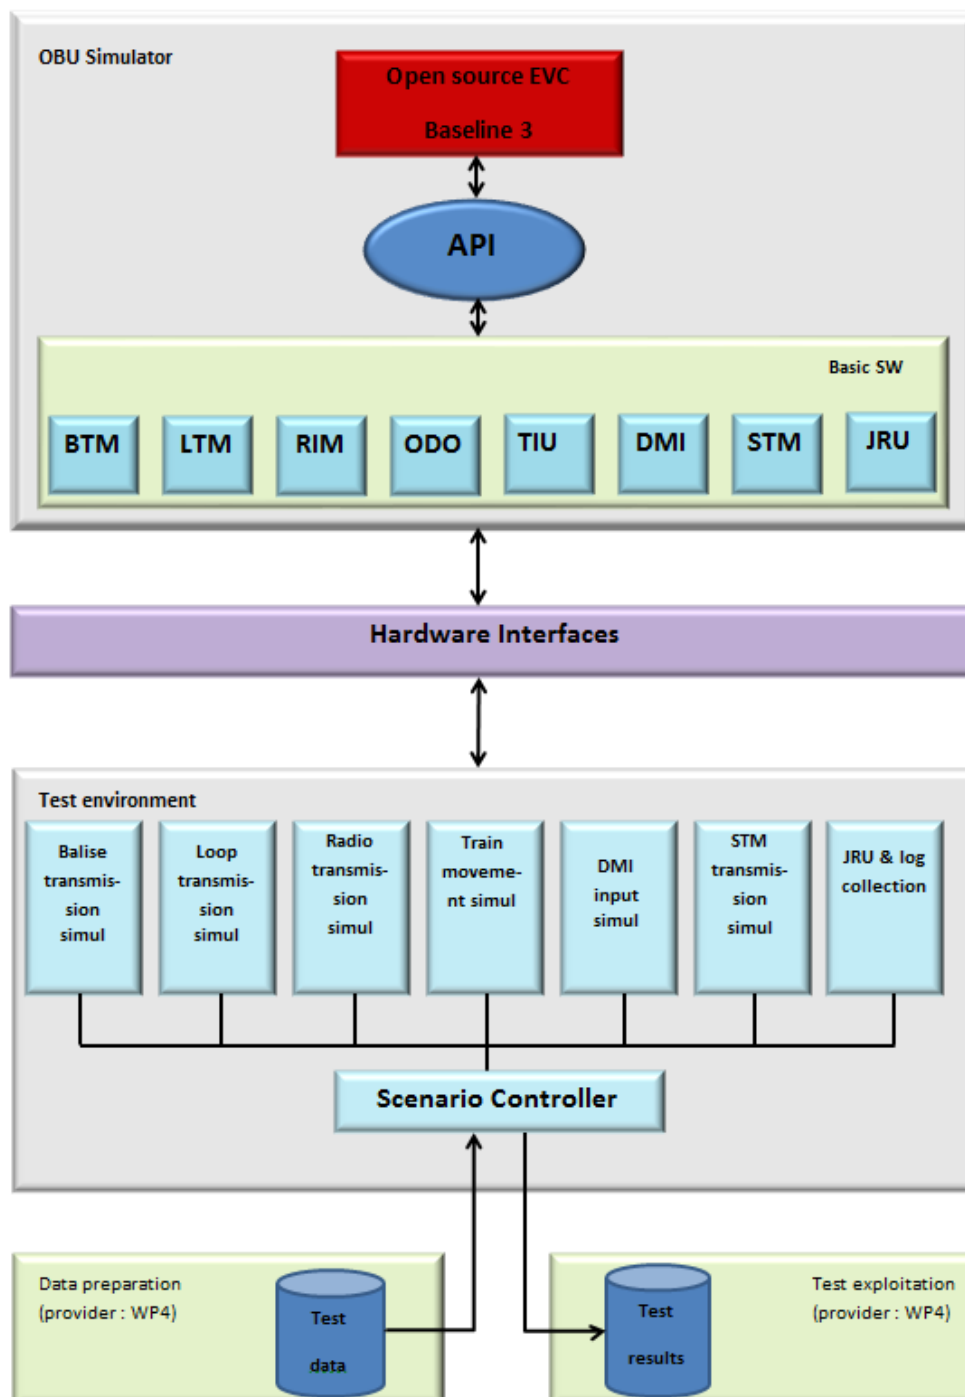 OBU Simulator
Open source EVC
Baseline 3
API
Basic SW
BTM
LTM
RIM
ODO
TIU
DMI
STM
JRU
Hardware Interfaces
Test environment
Balise
transmis-
sion
simul
Loop
transmis-
sion
simul
Radio
transmis-
sion
simul
Train
moveme-
nt simul
DMI
input
simul
STM
transmis-
sion
simul
JRU & log
collection
Scenario Controller
Data preparation
(provider : WP4)
Test
data
Test
results
Test exploitation
(provider : WP4)